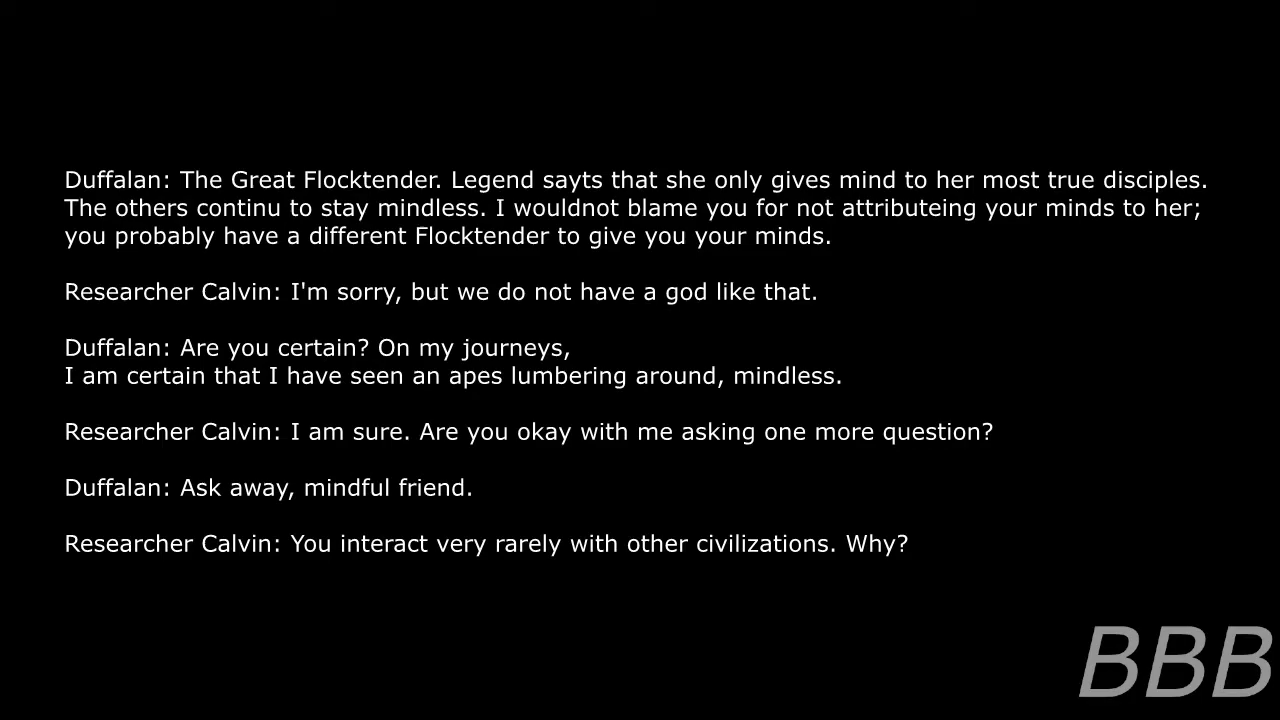 Duffalan: The Great Flocktender. Legend sayts that she only gives mind to her most true disciples.
The others continu to stay mindless. I wouldnot blame you for not attributeing your minds to her;
you probably have a different Flocktender to give you your minds.
Researcher Calvin: I'm sorry, but we do not have a god like that.
Duffalan: Are you certain? On my journeys,
I am certain that I have seen an apes lumbering around, mindless.
Researcher Calvin: I am sure. Are you okay with me asking one more question?
Duffalan: Ask away, mindful friend.
Researcher Calvin: You interact very rarely with other civilizations. Why?
BBB